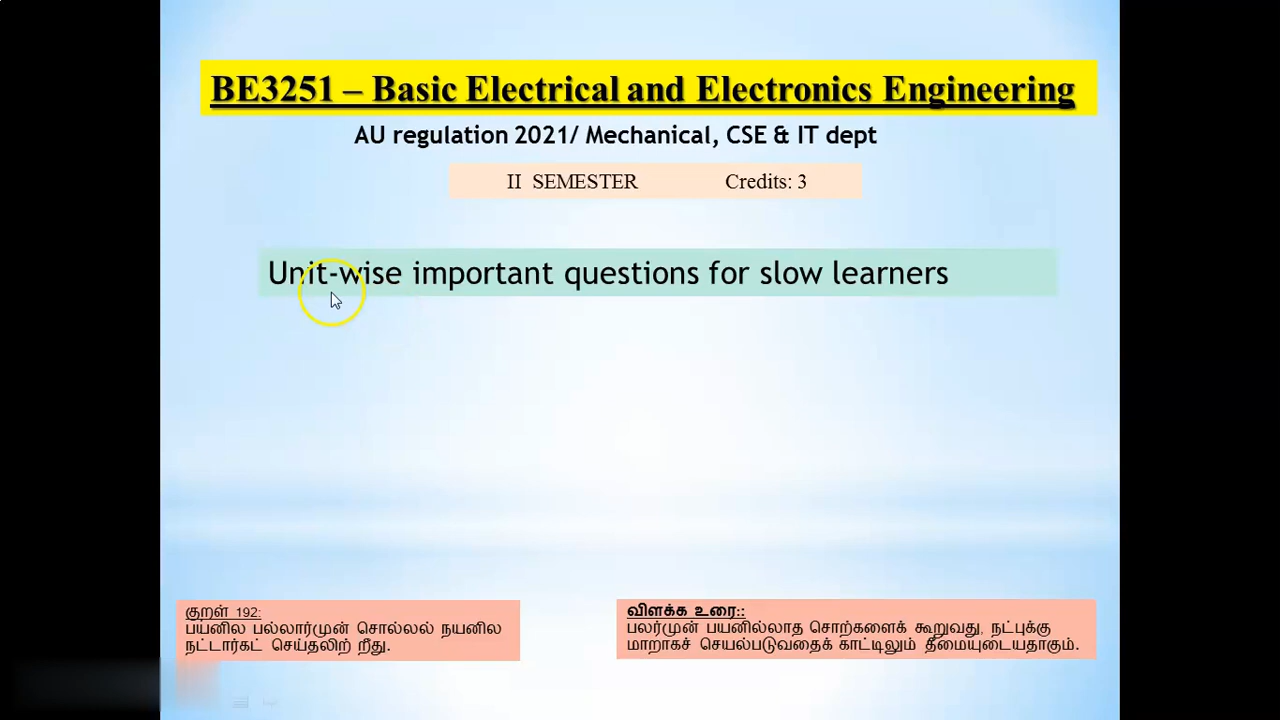 BE3251 – Basic Electrical and Electronics Engineering
AU regulation 2021/ Mechanical, CSE & IT dept
II SEMESTER Credits: 3
Unit-wise important questions for slow learners
குறள் 192:
பயனில பல்லார்முன் சொல்லல் நயனில
நட்டார்கட் செய்தலிற் றீது.
விளக்க உரை::
பலர்முன் பயனில்லாத சொற்களைக் கூறுவது, நட்புக்கு
மாறாகச் செயல்படுவதைக் காட்டிலும் தீமையுடையதாகும்.